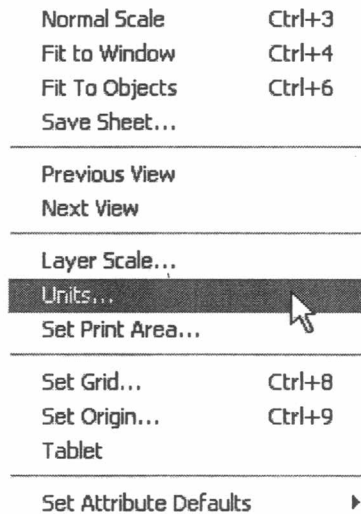 Normal Scale Ctrl+3
Fit to Window Ctrl+4
Fit To Objects Ctrl+6
Save Sheet...
Previous View
Next View
Layer Scale...
Units...
Set Print Area...
Set Grid... Ctrl+8
Set Origin... Ctrl+9
Tablet
Set Attribute Defaults